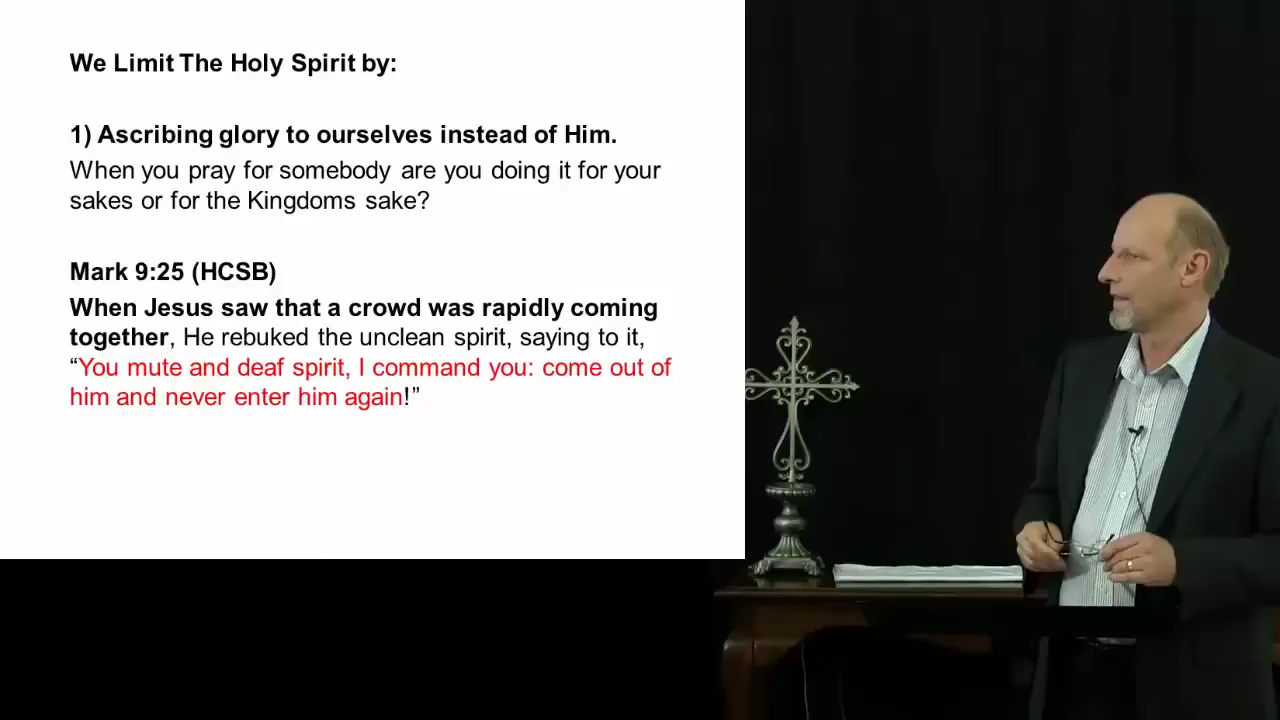 We Limit The Holy Spirit by:
1) Ascribing glory to ourselves instead of Him.
When you pray for somebody are you doing it for your
sakes or for the Kingdoms sake?
Mark 9:25 (HCSB)
When Jesus saw that a crowd was rapidly coming
together, He rebuked the unclean spirit, saying to it,
“You mute and deaf spirit, I command you: come out of
him and never enter him again!”